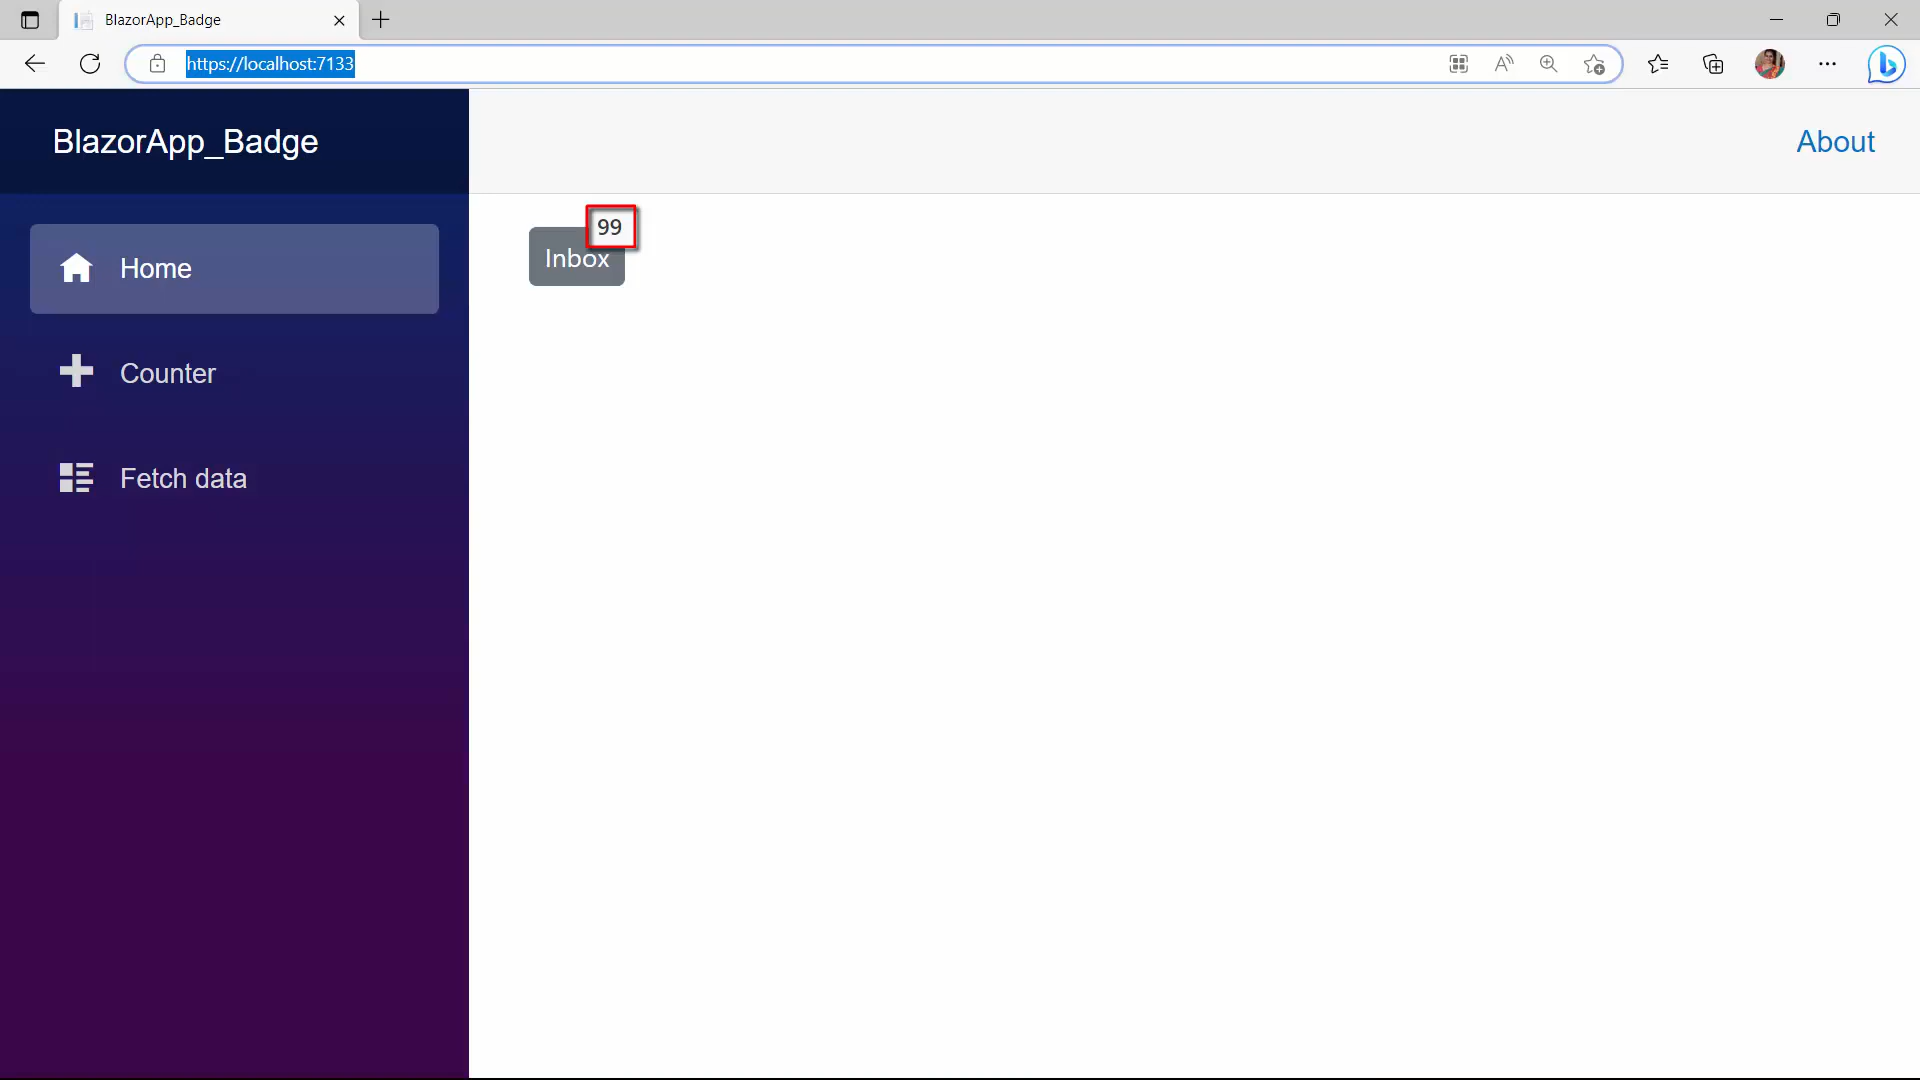 BlazorApp_Badge
https://localhost:7133
BlazorApp_Badge
About
99
Inbox
Home
Counter
Fetch data